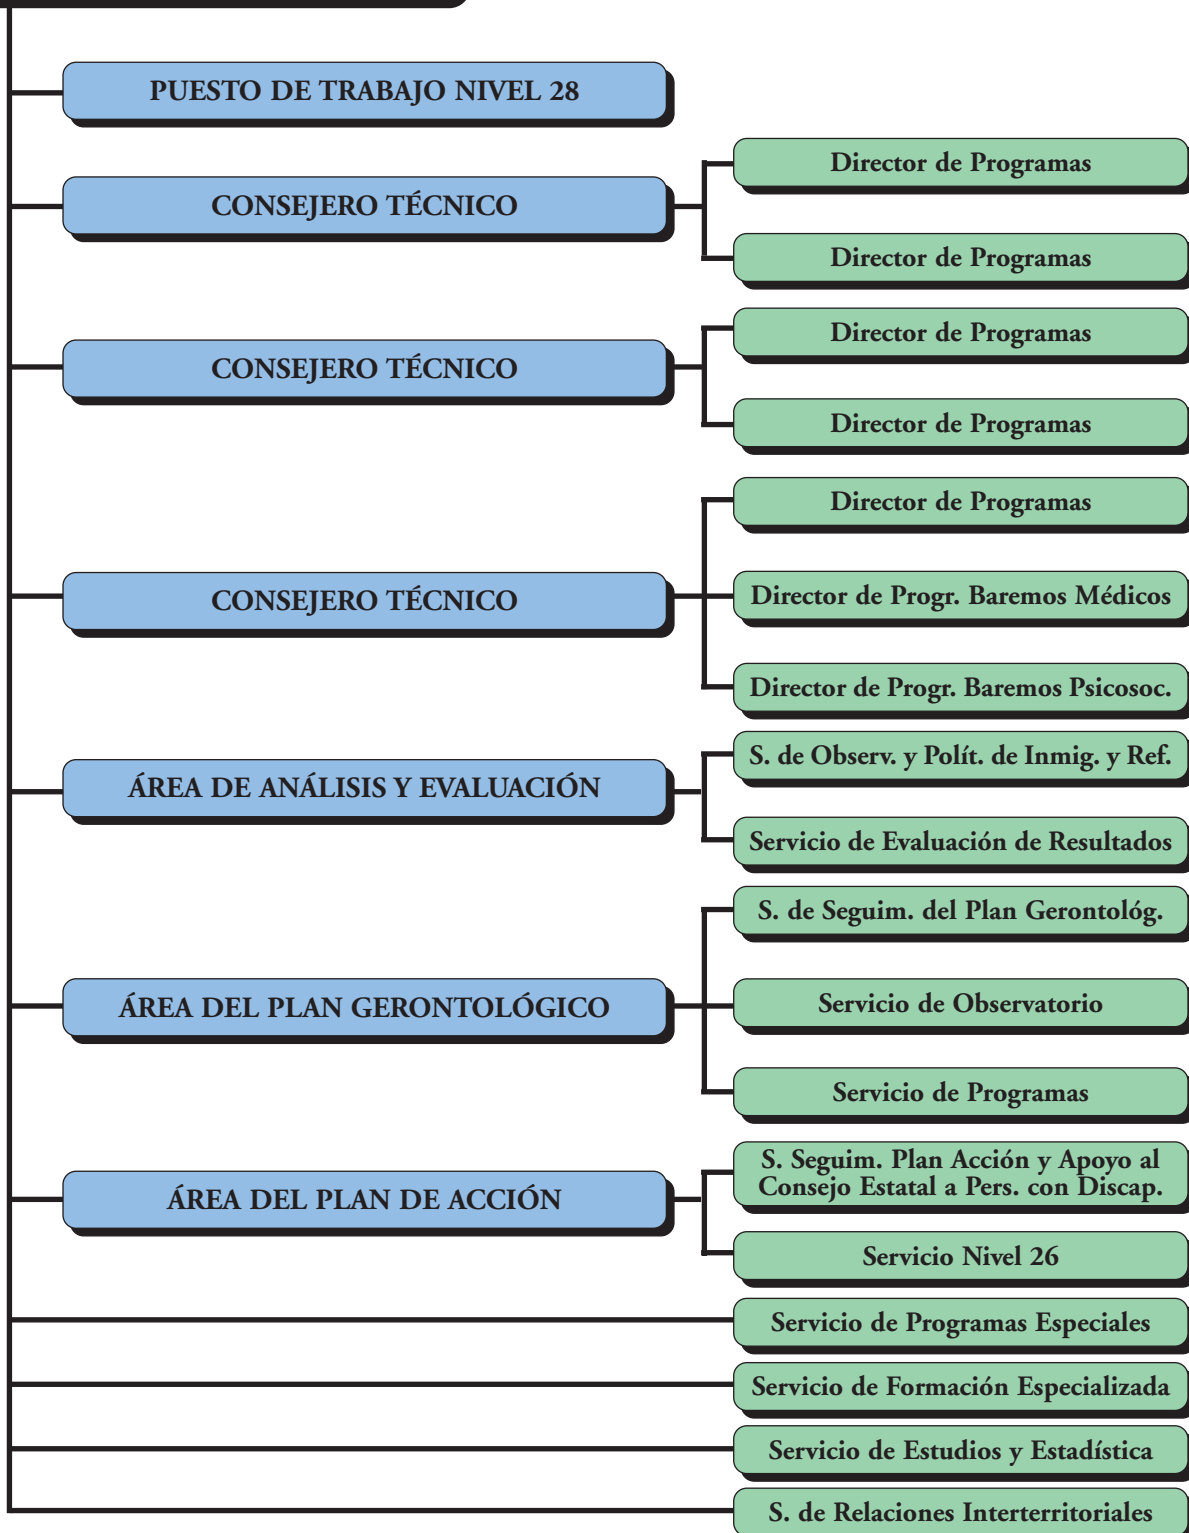 PUESTO DE TRABAJO NIVEL 28
CONSEJERO TÉCNICO
Director de Programas
Director de Programas
CONSEJERO TÉCNICO
Director de Programas
Director de Programas
CONSEJERO TÉCNICO
Director de Programas
Director de Progr. Baremos Médicos
Director de Progr. Baremos Psicosoc.
ÁREA DE ANÁLISIS Y EVALUACIÓN
S. de Observ. y Polít. de Inmig. y Ref.
Servicio de Evaluación de Resultados
ÁREA DEL PLAN GERONTOLÓGICO
S. de Seguim. del Plan Gerontológ.
Servicio de Observatorio
Servicio de Programas
ÁREA DEL PLAN DE ACCIÓN
S. Seguim. Plan Acción y Apoyo al
Consejo Estatal a Pers. con Discap.
Servicio Nivel 26
Servicio de Programas Especiales
Servicio de Formación Especializada
Servicio de Estudios y Estadística
S. de Relaciones Interterritoriales